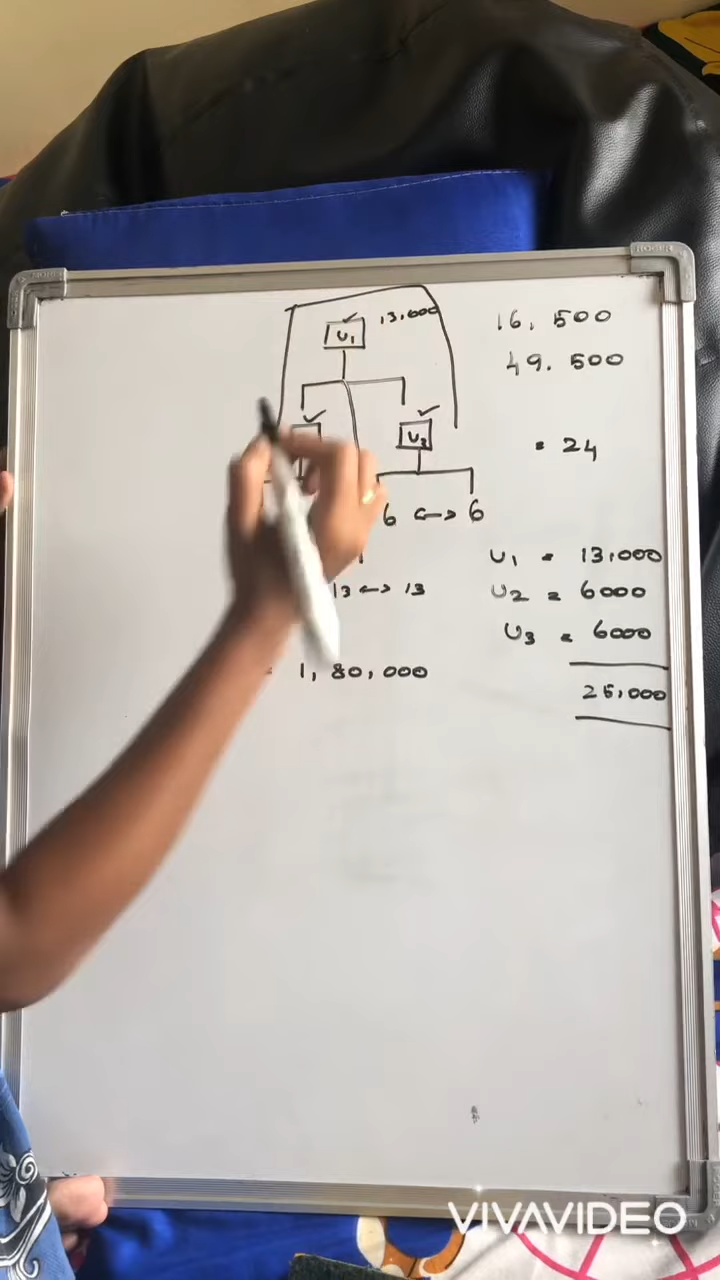 13,000
U1
U3
6 <-> 6
13 <-> 13
= 1,80,000
16,500
49.500
= 24
U1 = 13,000
U2 = 6000
U3 = 6000
25,000
VIVAVIDEO